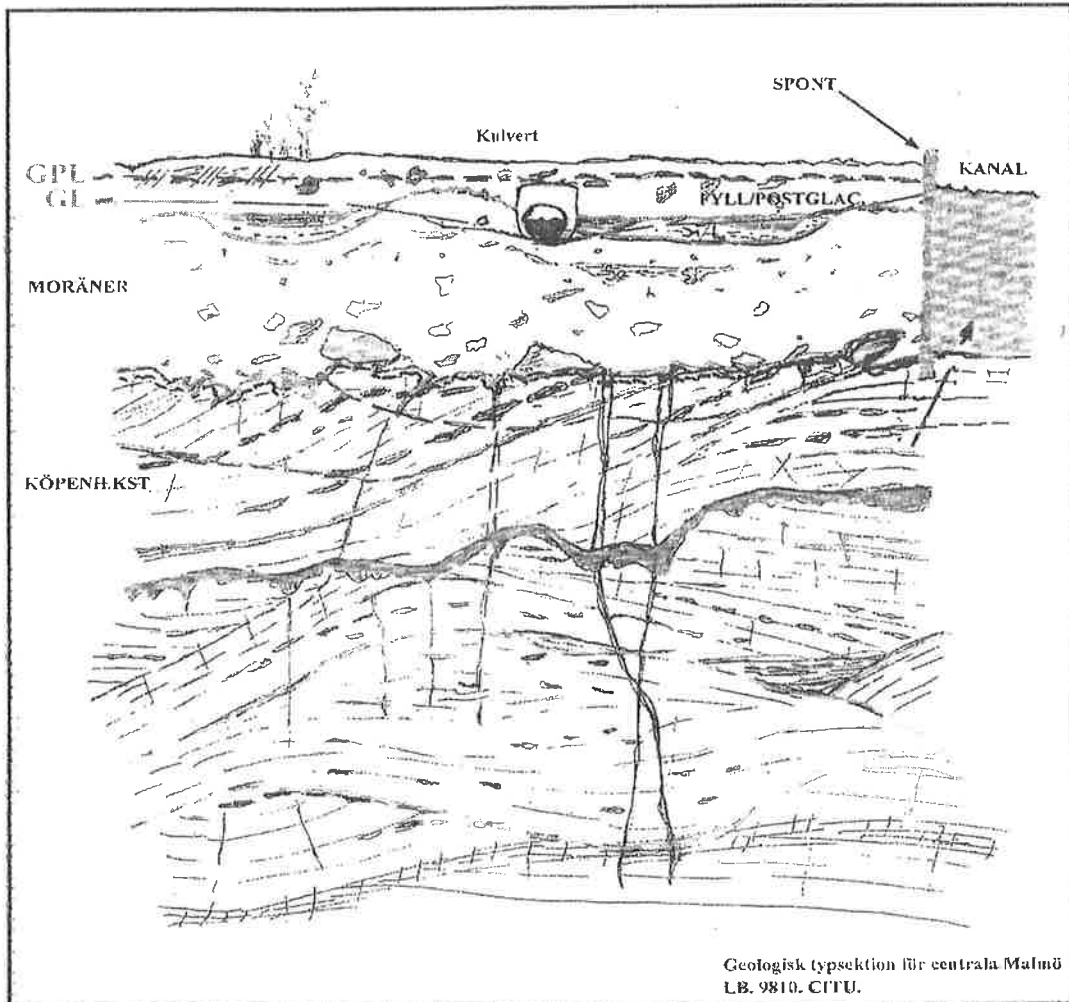 SPONT
Kulvert
KANAL
GPL
GL
FYLL/POSTGLAC.
MORÄNER
KÖPENH.KST.
Geologisk typsektion för centrala Malmö
LB. 9810. CITU.